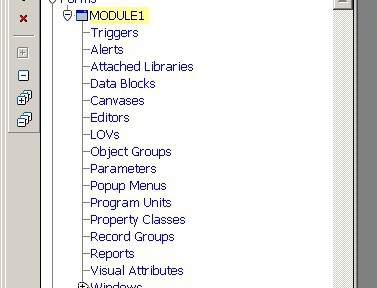 Forms
MODULE1
Triggers
Alerts
Attached Libraries
Data Blocks
Canvases
Editors
LOVs
Object Groups
Parameters
Popup Menus
Program Units
Property Classes
Record Groups
Reports
Visual Attributes
Windows